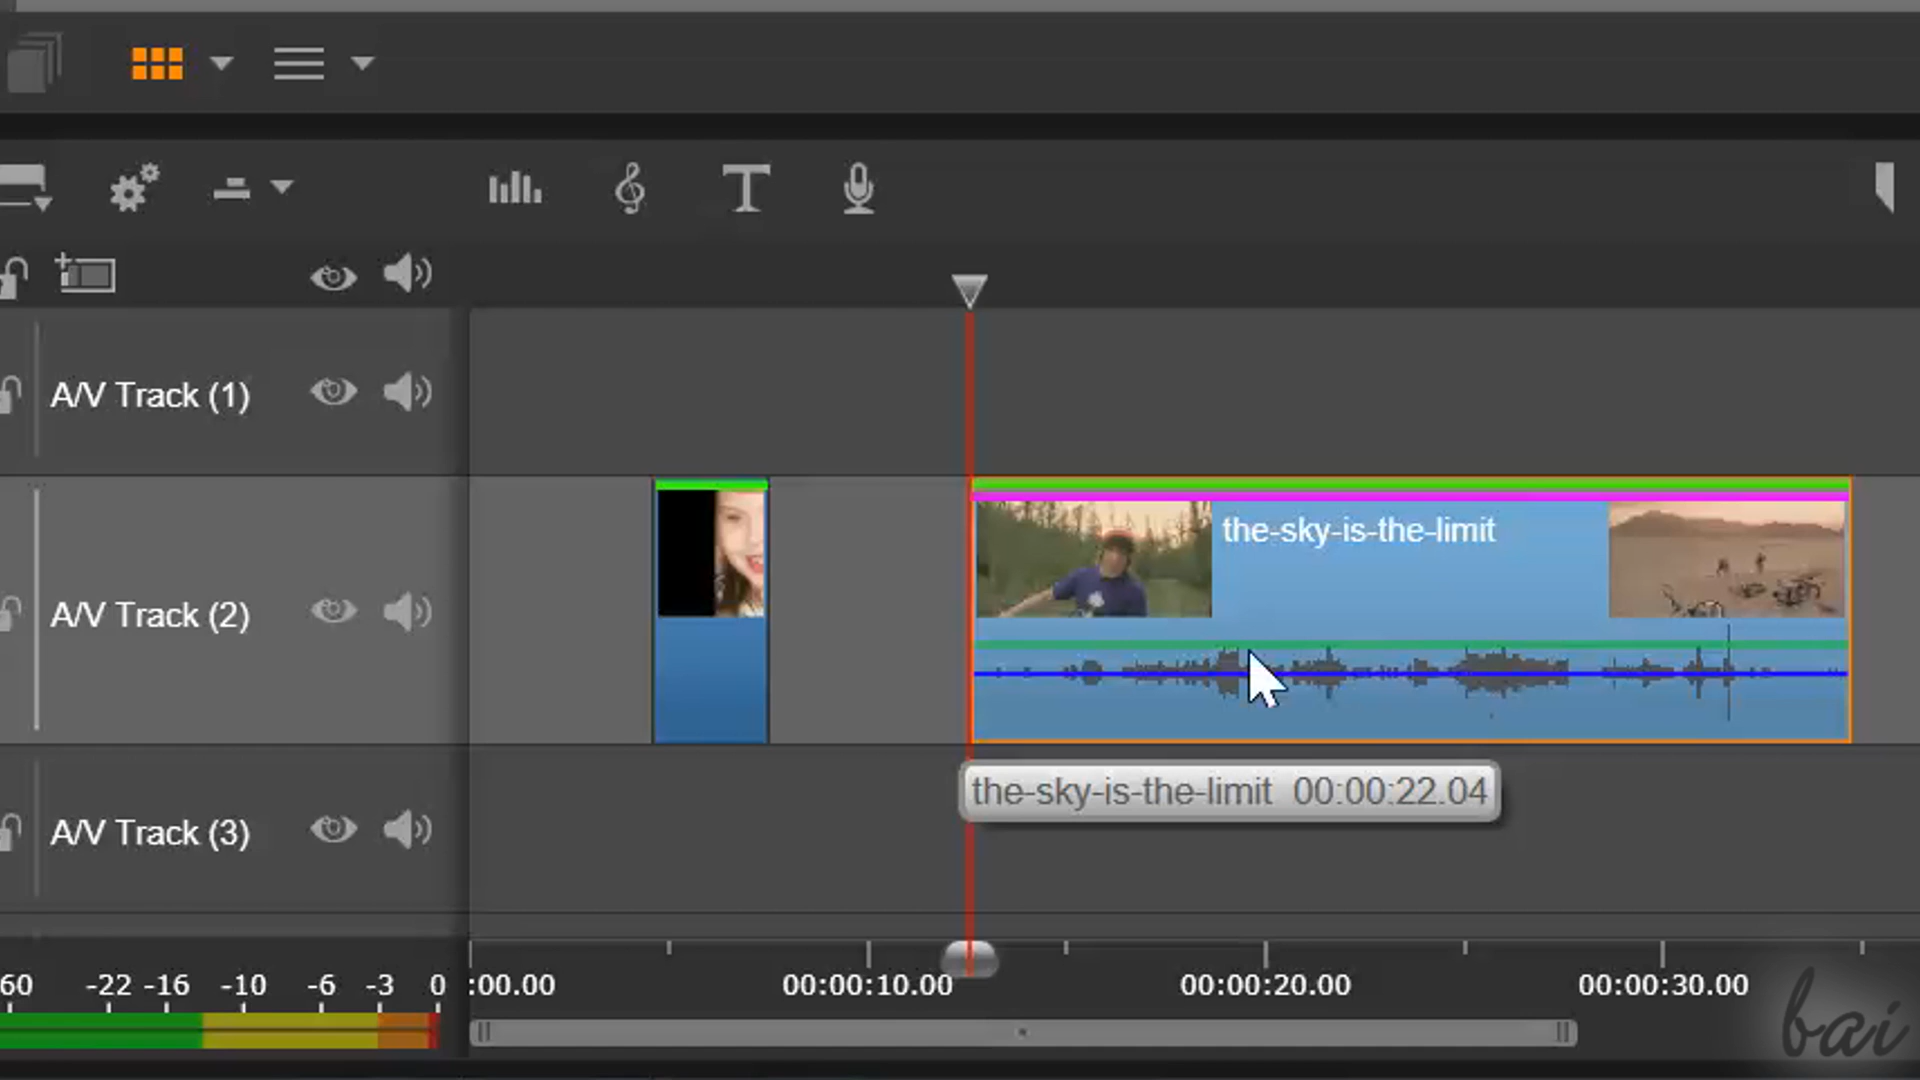 A/V Track (1)
the-sky-is-the-limit
A/V Track (2)
the-sky-is-the-limit 00:00:22.04
A/V Track (3)
60 -22 -16 -10 -6 -3 0 :00.00 00:00:10.00 00:00:20.00 00:00:30.00
bai